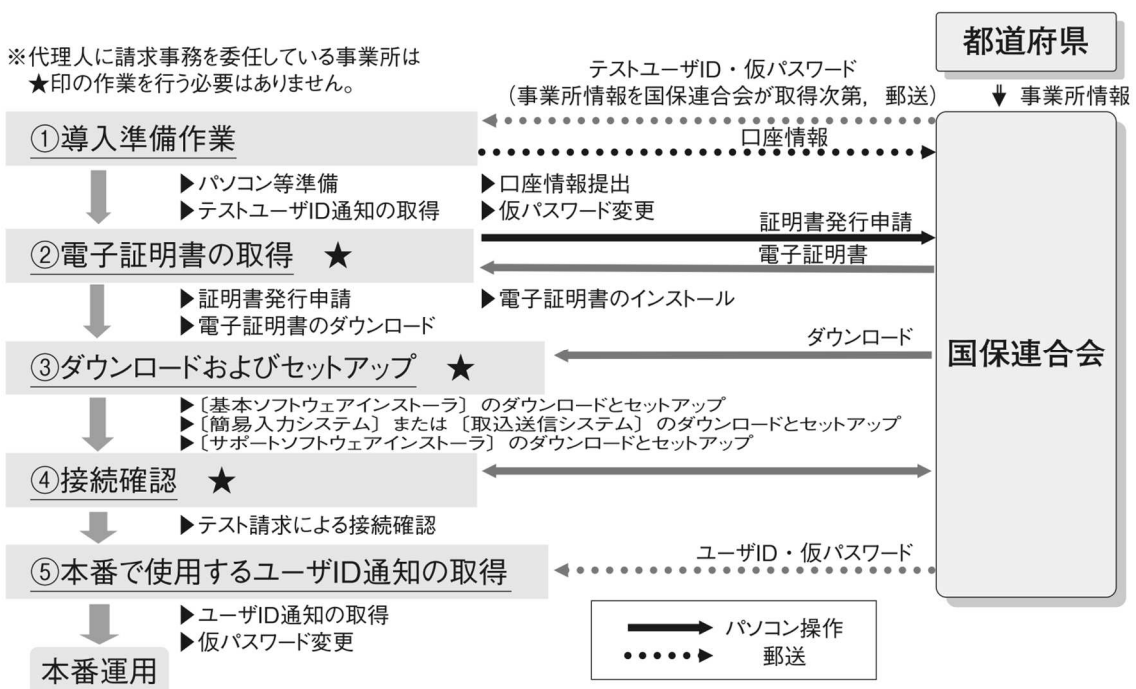 ※代理人に請求事務を委任している事業所は
★印の作業を行う必要はありません。
都道府県
事業所情報
テストユーザID・仮パスワード
（事業所情報を国保連合会が取得次第，郵送）
①導入準備作業
口座情報
▶パソコン等準備
▶口座情報提出
▶テストユーザID通知の取得
▶仮パスワード変更
証明書発行申請
②電子証明書の取得 ★
電子証明書
▶証明書発行申請
▶電子証明書のインストール
▶電子証明書のダウンロード
ダウンロード
国保連合会
③ダウンロードおよびセットアップ ★
▶〔基本ソフトウェアインストーラ〕のダウンロードとセットアップ
▶〔簡易入力システム〕または〔取込送信システム〕のダウンロードとセットアップ
▶〔サポートソフトウェアインストーラ〕のダウンロードとセットアップ
④接続確認 ★
▶テスト請求による接続確認
ユーザID・仮パスワード
⑤本番で使用するユーザID通知の取得
▶ユーザID通知の取得
▶仮パスワード変更
パソコン操作
郵送
本番運用